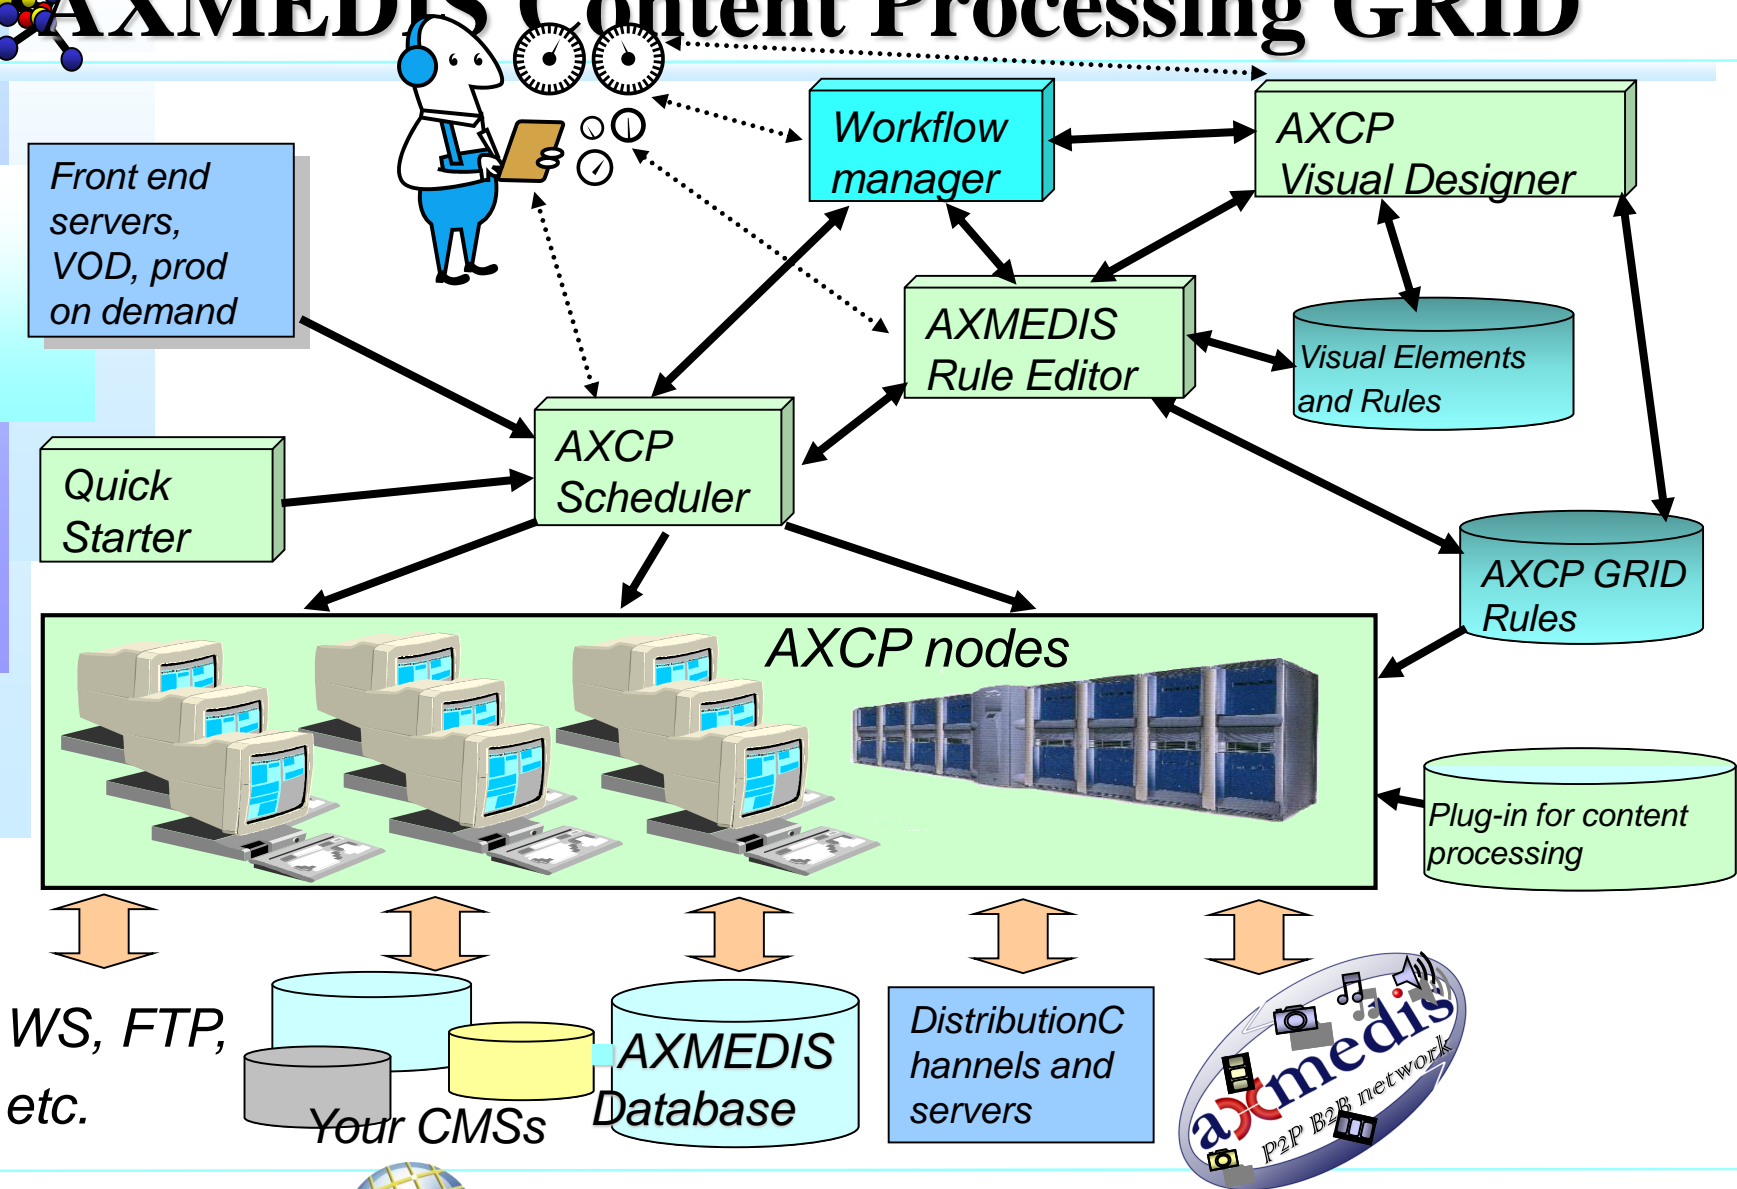 AXMEDIS Content Processing GRID
Workflow
manager
AXCP
Visual Designer
Front end
servers,
VOD, prod
on demand
AXMEDIS
Rule Editor
Visual Elements
and Rules
AXCP
Scheduler
Quick
Starter
AXCP GRID
Rules
AXCP nodes
Plug-in for content
processing
WS, FTP,
etc.
Your CMSs
AXMEDIS
Database
DistributionC
hannels and
servers
axmedis
P2P B2B network